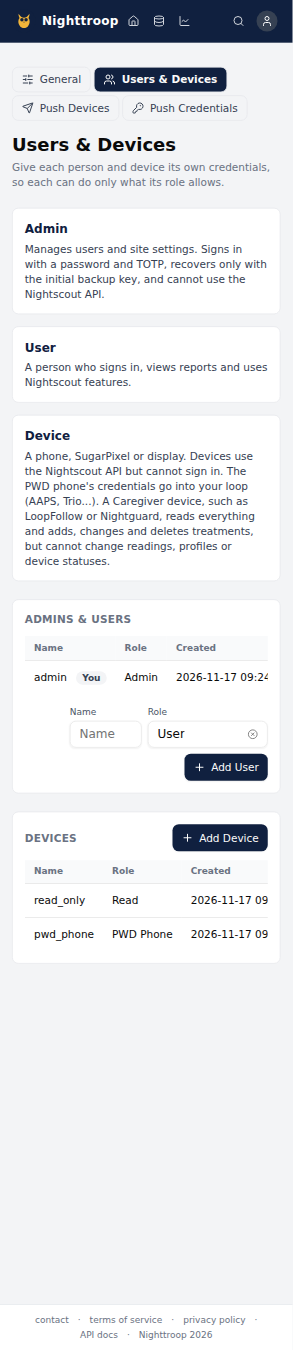 Nighttroop
General
Users & Devices
Push Devices
Push Credentials
Users & Devices
Give each person and device its own credentials,
so each can do only what its role allows.
Admin
Manages users and site settings. Signs in
with a password and TOTP, recovers only with
the initial backup key, and cannot use the
Nightscout API.
User
A person who signs in, views reports and uses
Nightscout features.
Device
A phone, SugarPixel or display. Devices use
the Nightscout API but cannot sign in. The
PWD phone's credentials go into your loop
(AAPS, Trio...). A Caregiver device, such as
LoopFollow or Nightguard, reads everything
and adds, changes and deletes treatments,
but cannot change readings, profiles or
device statuses.
ADMINS & USERS
Name Role Created
admin You Admin 2026-11-17 09:24
Name Role
Name User
Add User
DEVICES Add Device
Name Role Created
read_only Read 2026-11-17 09
pwd_phone PWD Phone 2026-11-17 09
contact · terms of service · privacy policy ·
API docs · Nighttroop 2026